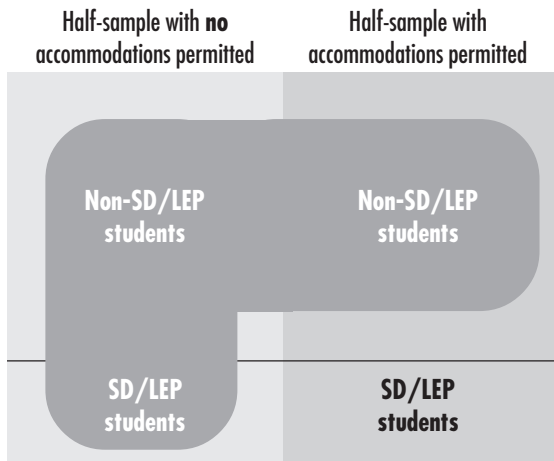 Half-sample with no
accommodations permitted
Half-sample with
accommodations permitted
Non-SD/LEP
students
Non-SD/LEP
students
SD/LEP
students
SD/LEP
students